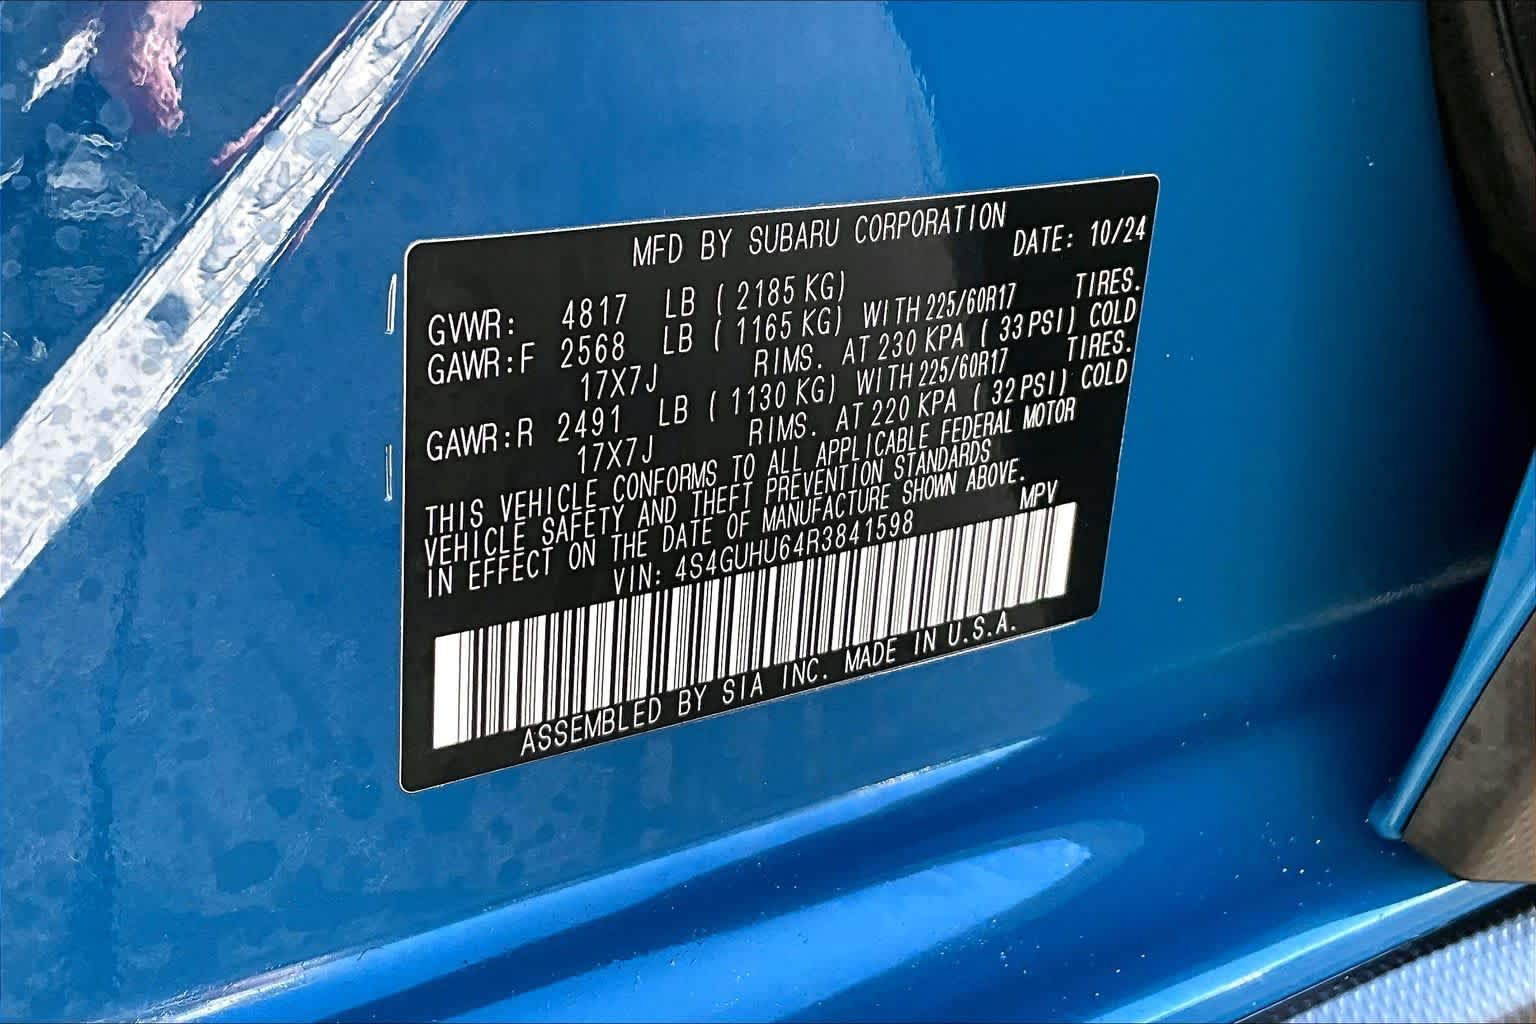 MFD BY SUBARU CORPORATION
DATE: 10/24
GVWR: 4817 LB ( 2185 KG)
GAWR:F 2568 LB ( 1165 KG) WITH 225/60R17 TIRES.
17X7J RIMS. AT 230 KPA ( 33 PSI) COLD
GAWR:R 2491 LB ( 1130 KG) WITH 225/60R17 TIRES.
17X7J RIMS. AT 220 KPA ( 32 PSI) COLD
THIS VEHICLE CONFORMS TO ALL APPLICABLE FEDERAL MOTOR
VEHICLE SAFETY AND THEFT PREVENTION STANDARDS
IN EFFECT ON THE DATE OF MANUFACTURE SHOWN ABOVE.
VIN: 4S4GUHU64R3841598 MPV
ASSEMBLED BY SIA INC. MADE IN U.S.A.